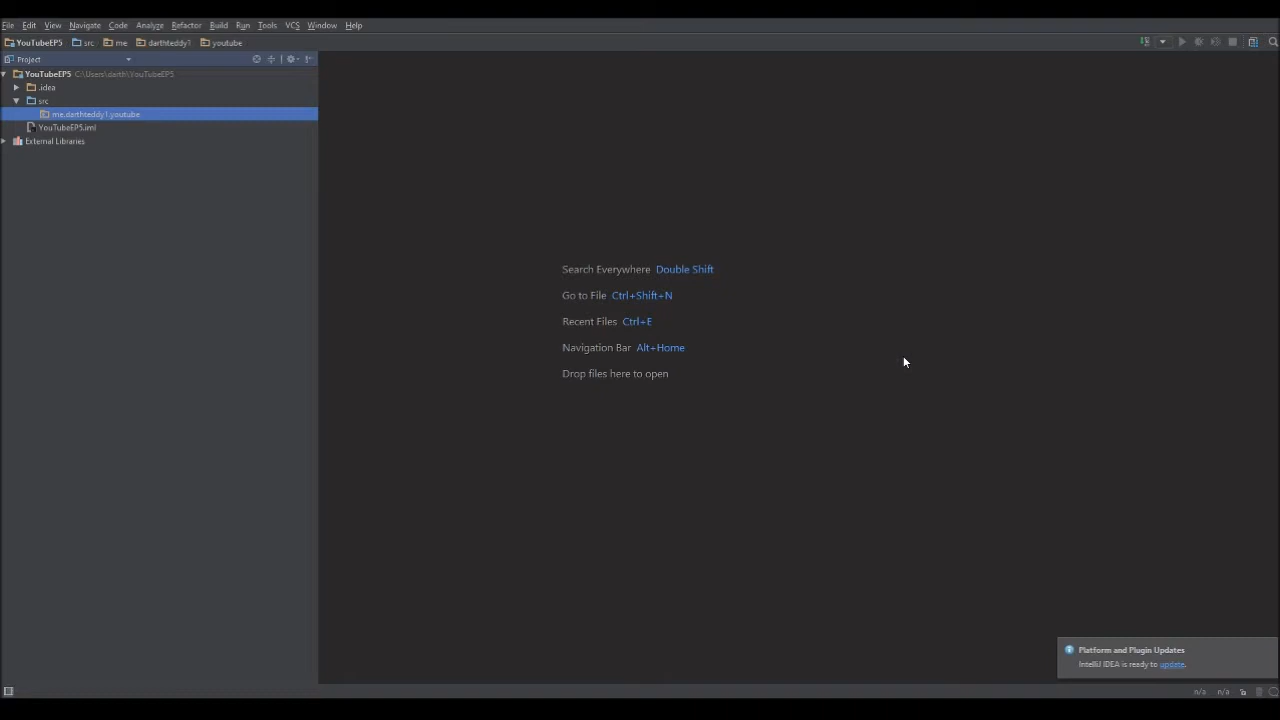 File Edit View Navigate Code Analyze Refactor Build Run Tools VCS Window Help
YouTubeEP5 src me darthteddy1 youtube
Project
YouTubeEP5 C:\Users\darth\YouTubeEP5
.idea
src
me.darthteddy1.youtube
YouTubeEP5.iml
External Libraries
Search Everywhere Double Shift
Go to File Ctrl+Shift+N
Recent Files Ctrl+E
Navigation Bar Alt+Home
Drop files here to open
Platform and Plugin Updates
IntelliJ IDEA is ready to update.
n/a n/a